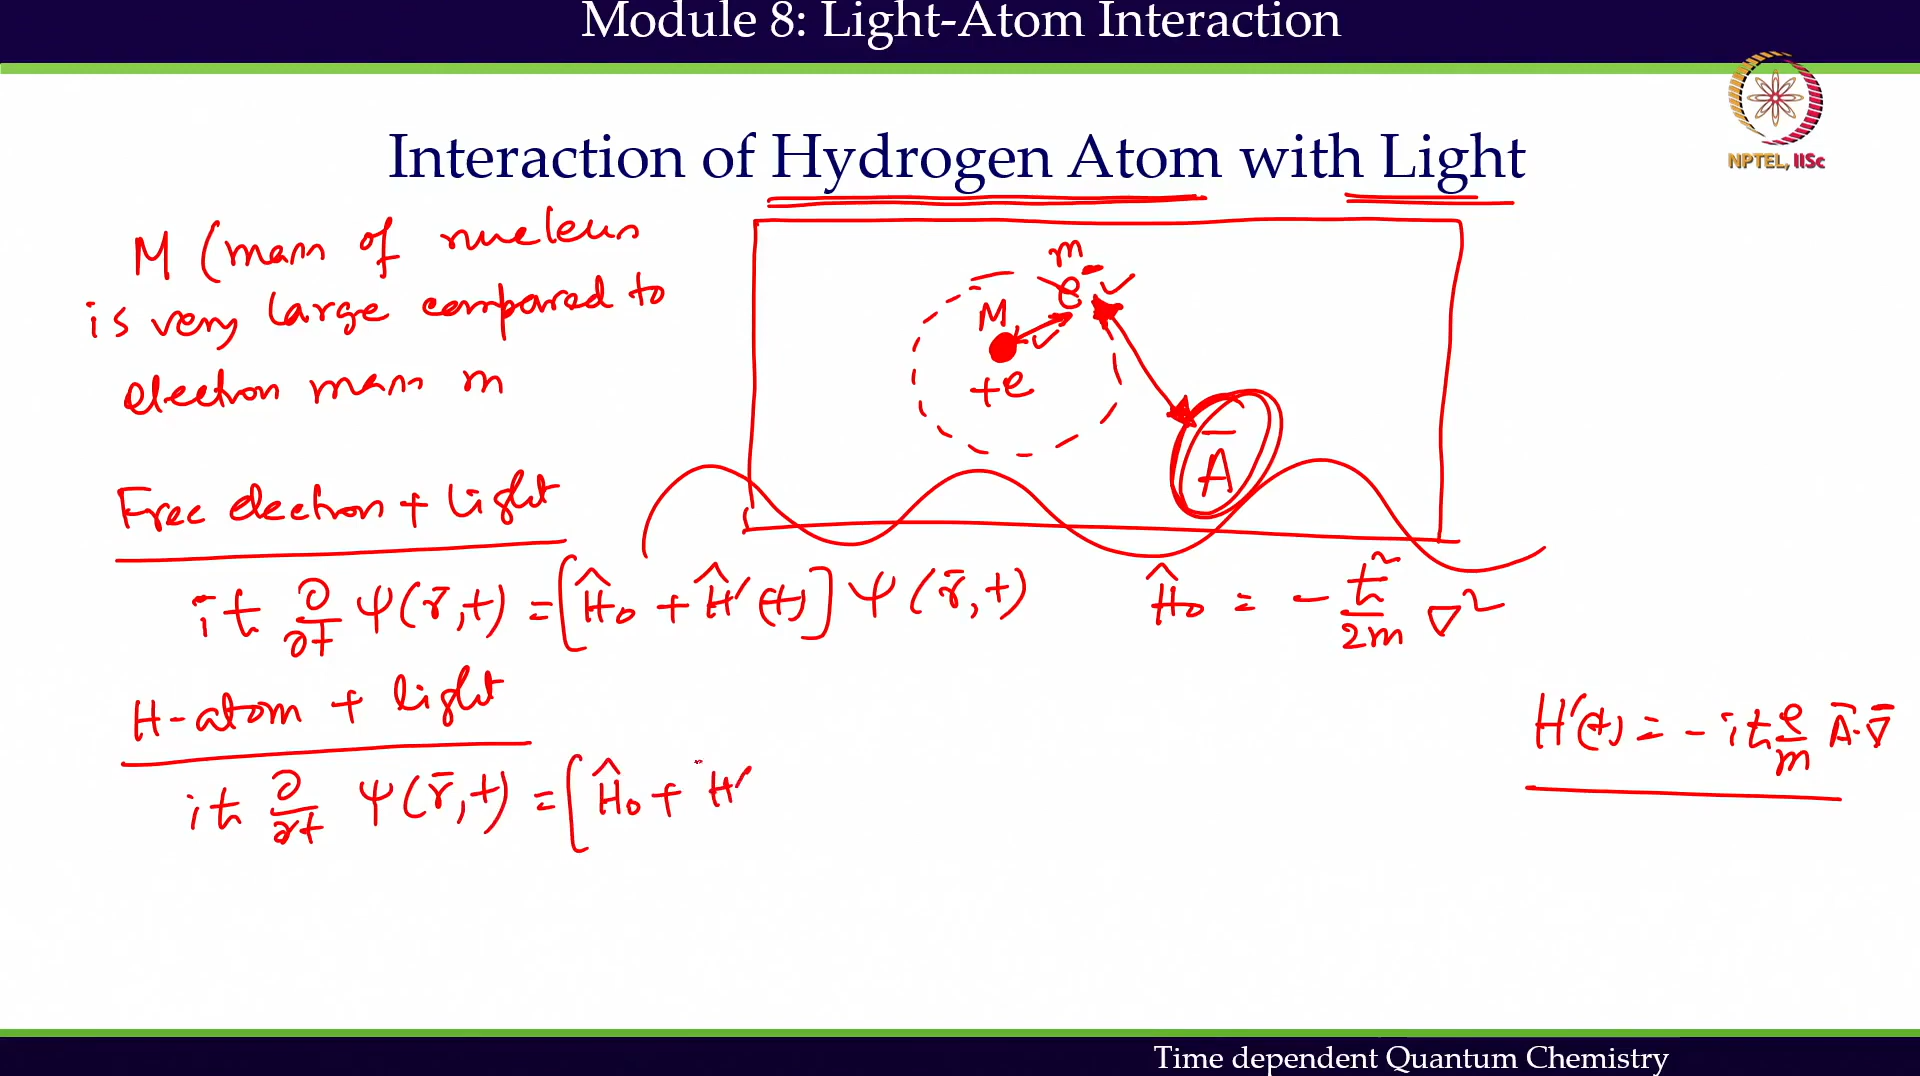 Module 8: Light-Atom Interaction
NPTEL, IISc
Interaction of Hydrogen Atom with Light
M (mass of nucleus
is very large compared to
electron mass m
m
e⁻
M
+e
A̅
Free electron + light
iħ ∂/∂t ψ(r̅,t) = [Ĥ₀ + Ĥ′(t)] ψ(r̅,t)   Ĥ₀ = - ħ²/2m ∇²
H-atom + light
H′(t) = - iħ e/m A̅·∇̅
iħ ∂/∂t ψ(r̅,t) = [Ĥ₀ + H′
Time dependent Quantum Chemistry